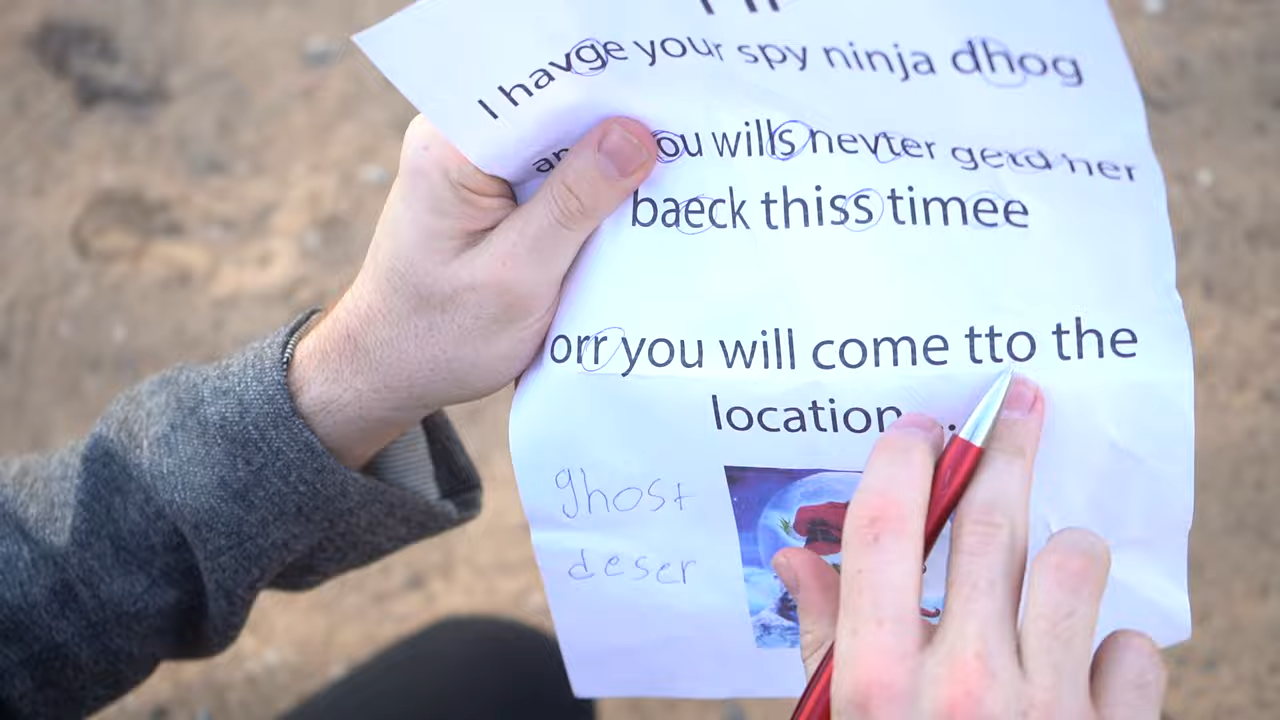 I havge your spy ninja dhog
you wills nevter getd her
baeck thiss timee
orr you will come tto the
location...
ghost
deser